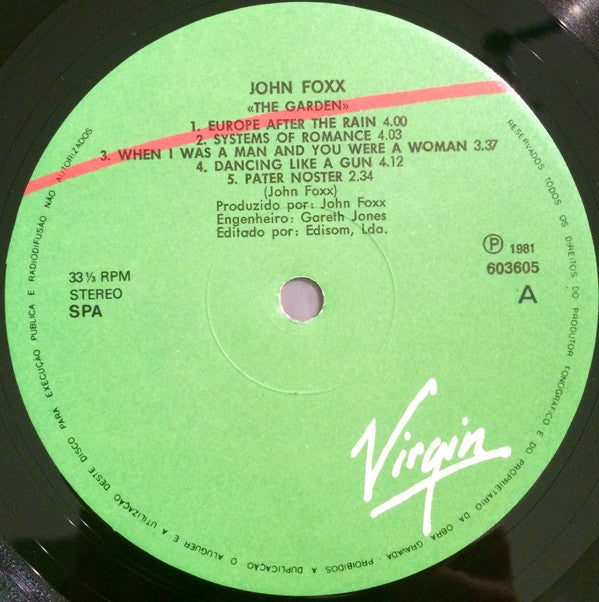 JOHN FOXX
«THE GARDEN»
1. EUROPE AFTER THE RAIN 4.00
2. SYSTEMS OF ROMANCE 4.03
3. WHEN I WAS A MAN AND YOU WERE A WOMAN 3.37
4. DANCING LIKE A GUN 4.12
5. PATER NOSTER 2.34
(John Foxx)
Produzido por: John Foxx
Engenheiro: Gareth Jones
Editado por: Edisom, Lda.
33⅓ RPM
STEREO
SPA
Ⓟ 1981
603605
A
Virgin
RESERVADOS TODOS OS DIREITOS DO PRODUTOR FONOGRÁFICO E DO PROPRIETÁRIO DA OBRA GRAVADA · PROIBIDOS A DUPLICAÇÃO O ALUGUER E A UTILIZAÇÃO DESTE DISCO PARA EXECUÇÃO PUBLICA E RADIODIFUSÃO NÃO AUTORIZADOS